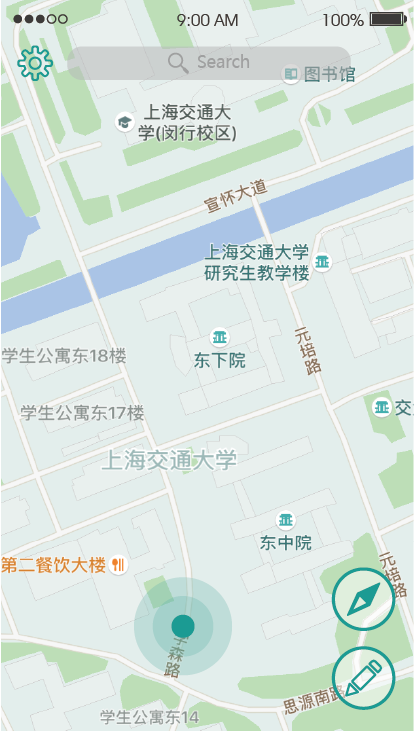 9:00 AM
100%
Search
图书馆
上海交通大
学(闵行校区)
宣怀大道
上海交通大学
研究生教学楼
元培路
东下院
学生公寓东18楼
交
学生公寓东17楼
上海交通大学
东中院
元培路
第二餐饮大楼
森路
思源南路
学生公寓东14